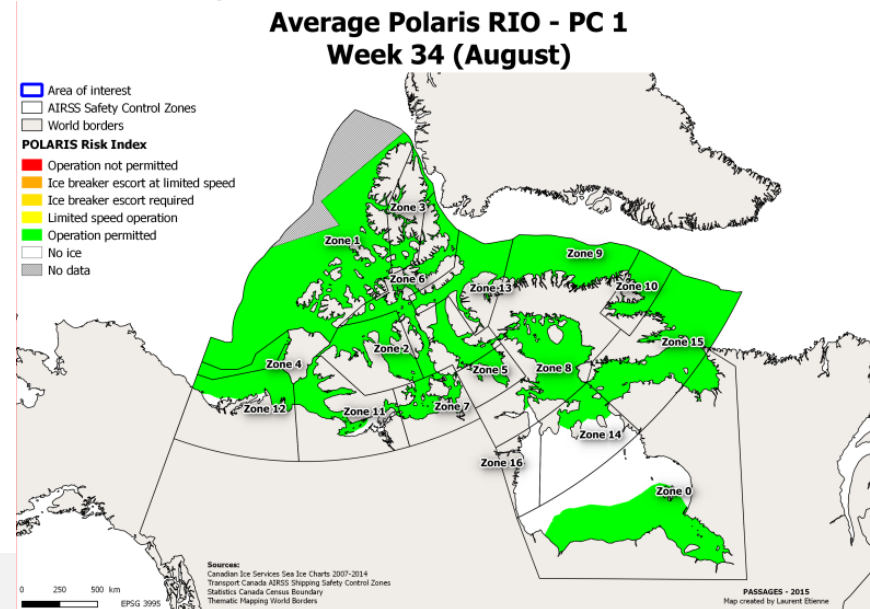 Average Polaris RIO - PC 1
Week 34 (August)
Area of interest
AIRSS Safety Control Zones
World borders
POLARIS Risk Index
Operation not permitted
Ice breaker escort at limited speed
Ice breaker escort required
Limited speed operation
Operation permitted
No ice
No data
Zone 3
Zone 1
Zone 9
Zone 6
Zone 13
Zone 10
Zone 15
Zone 2
Zone 4
Zone 5
Zone 8
Zone 12
Zone 11
Zone 7
Zone 14
Zone 16
Zone 0
Sources:
Canadian Ice Services Sea Ice Charts 2007-2014
Transport Canada AIRSS Shipping Safety Control Zones
Statistics Canada Census Boundary
Thematic Mapping World Borders
0 250 500 km
EPSG 3995
PASSAGES - 2015
Map created by Laurent Etienne